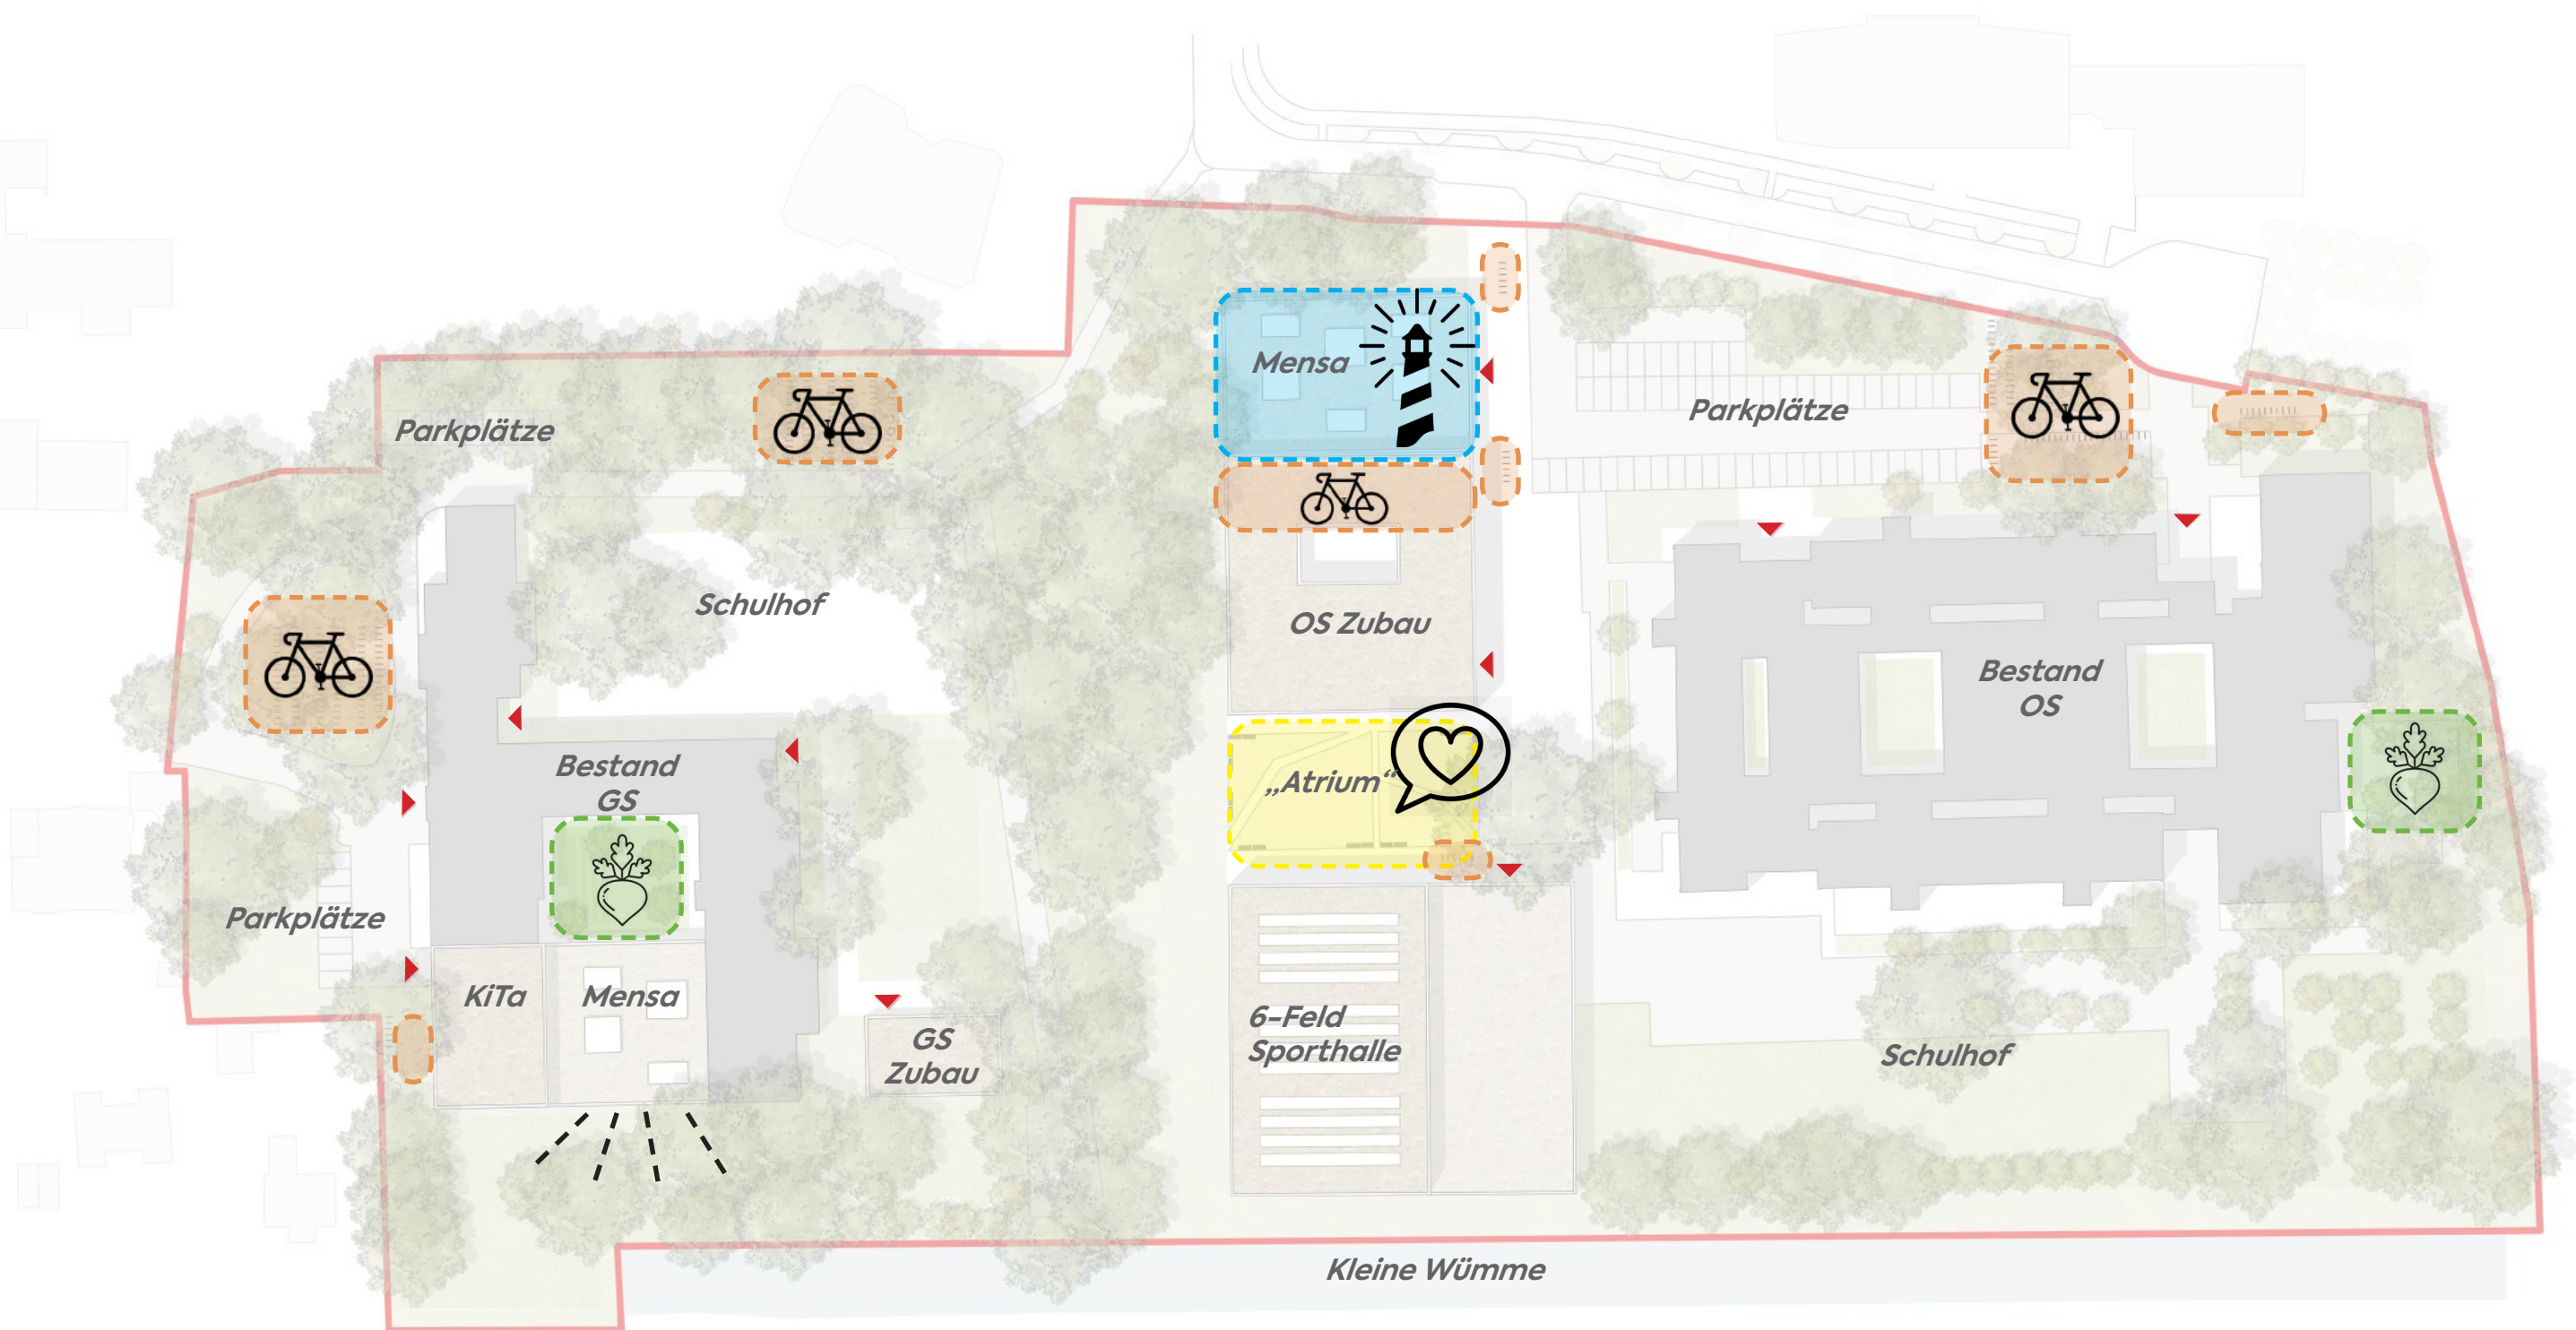 Mensa
Parkplätze
Parkplätze
Schulhof
OS Zubau
Bestand
OS
Bestand
GS
„Atrium“
Parkplätze
KiTa
Mensa
GS
Zubau
6-Feld
Sporthalle
Schulhof
Kleine Wümme